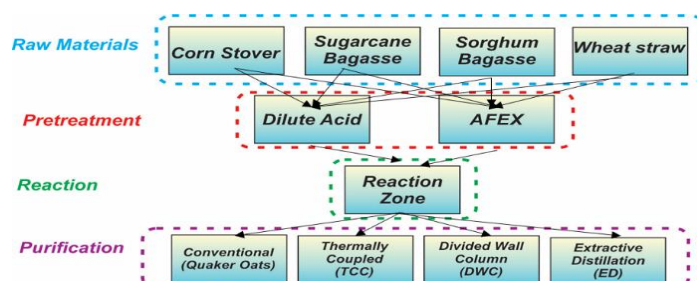 Raw Materials
Corn Stover
Sugarcane
Bagasse
Sorghum
Bagasse
Wheat straw
Pretreatment
Dilute Acid
AFEX
Reaction
Reaction
Zone
Purification
Conventional
(Quaker Oats)
Thermally
Coupled
(TCC)
Divided Wall
Column
(DWC)
Extractive
Distillation
(ED)